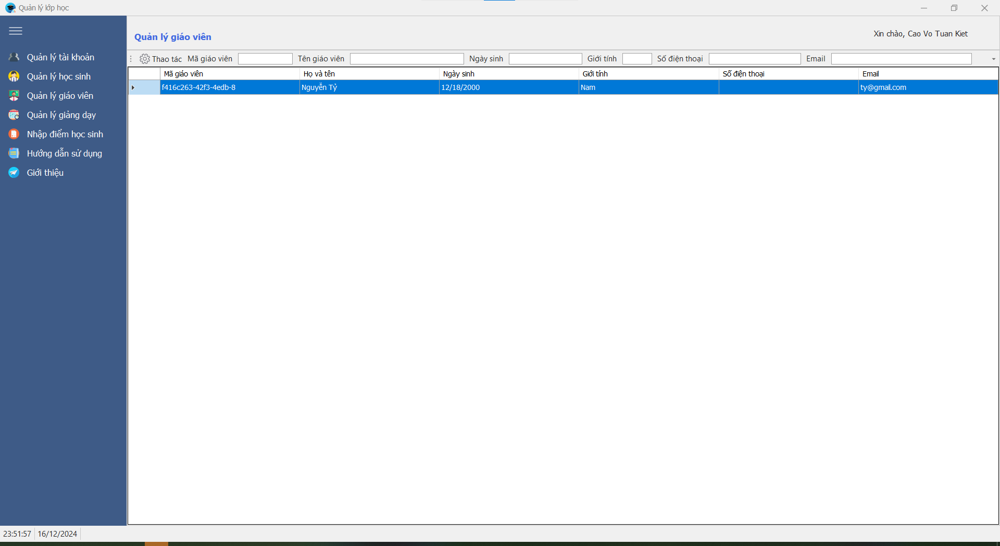 Quản lý lớp học
Quản lý giáo viên
Xin chào, Cao Vo Tuan Kiet
Quản lý tài khoản
Quản lý học sinh
Quản lý giáo viên
Quản lý giảng dạy
Nhập điểm học sinh
Hướng dẫn sử dụng
Giới thiệu
Thao tác Mã giáo viên Tên giáo viên Ngày sinh Giới tính Số điện thoại Email
Mã giáo viên Họ và tên Ngày sinh Giới tính Số điện thoại Email
f416c263-42f3-4edb-8 Nguyễn Tỷ 12/18/2000 Nam ty@gmail.com
23:51:57 16/12/2024